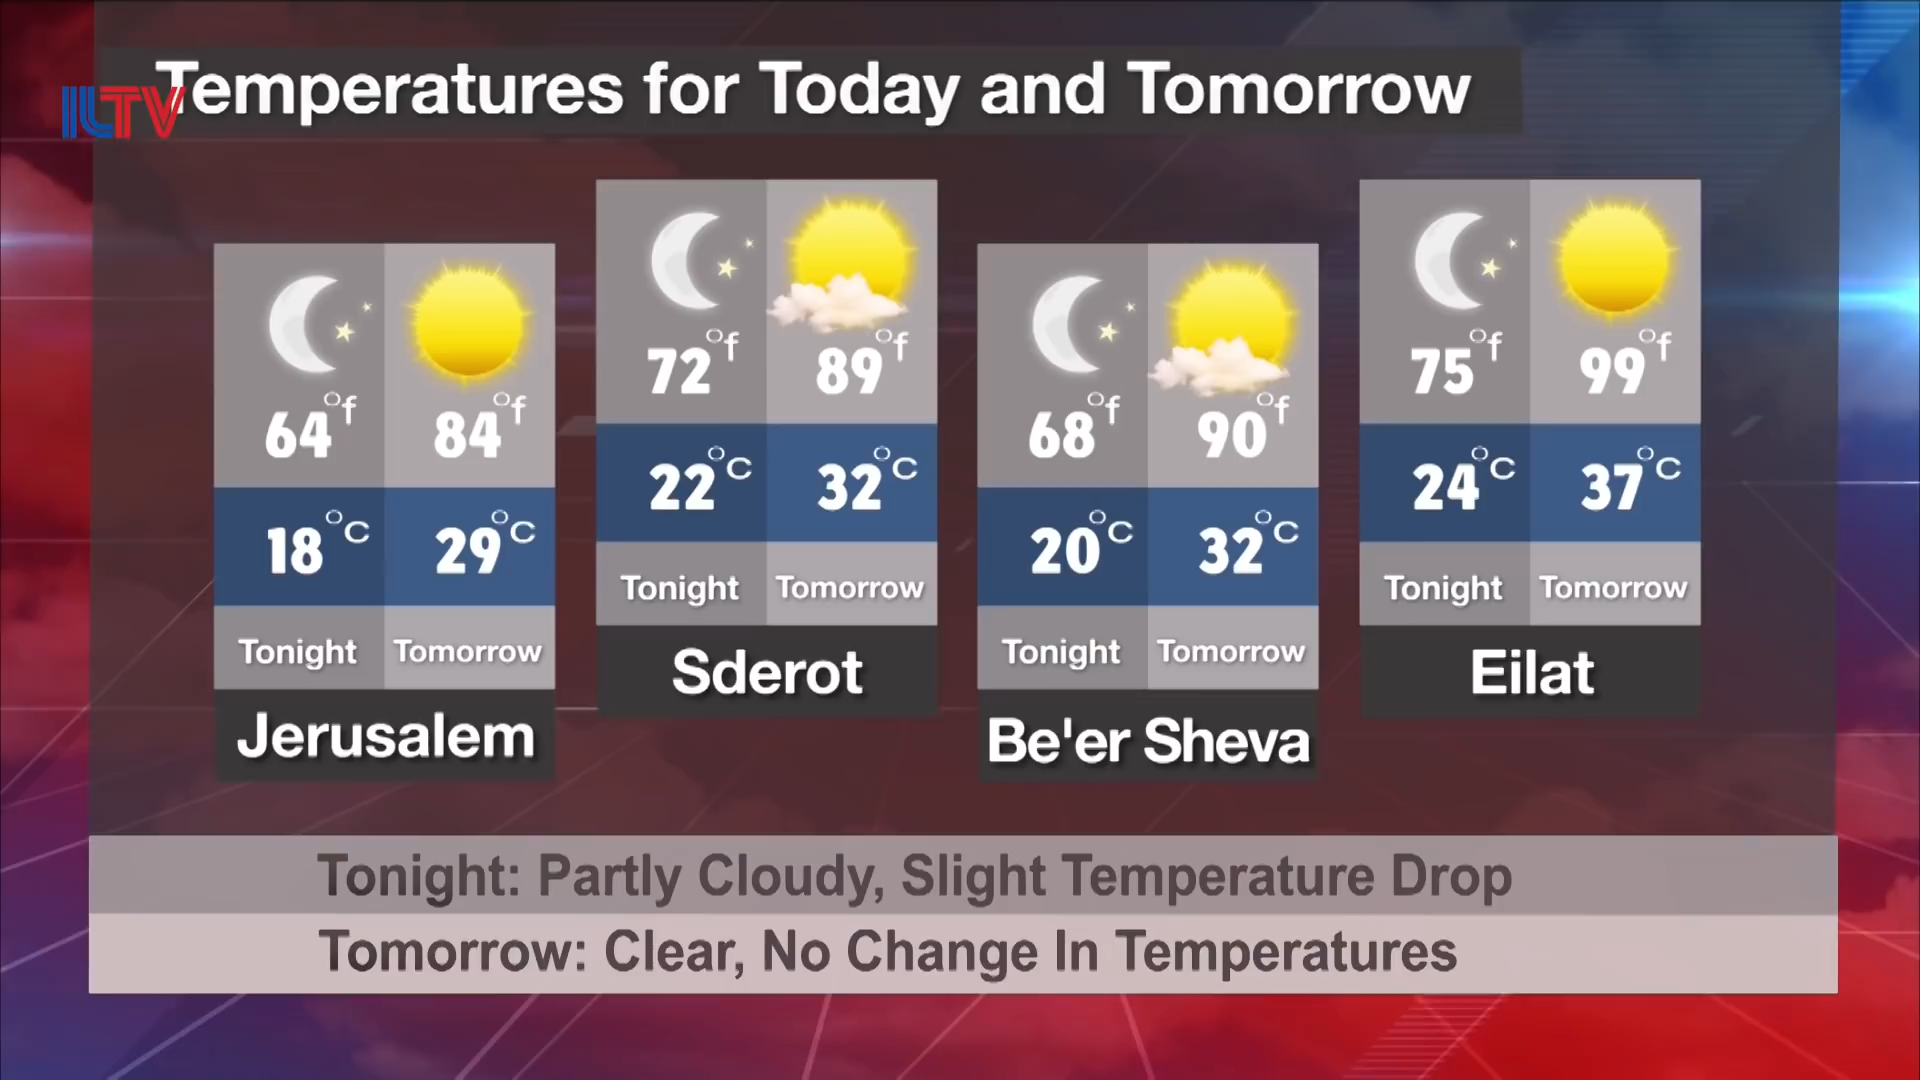 ILTV
Temperatures for Today and Tomorrow
64°f 84°f
18°C 29°C
Tonight Tomorrow
Jerusalem
72°f 89°f
22°C 32°C
Tonight Tomorrow
Sderot
68°f 90°f
20°C 32°C
Tonight Tomorrow
Be'er Sheva
75°f 99°f
24°C 37°C
Tonight Tomorrow
Eilat
Tonight: Partly Cloudy, Slight Temperature Drop
Tomorrow: Clear, No Change In Temperatures